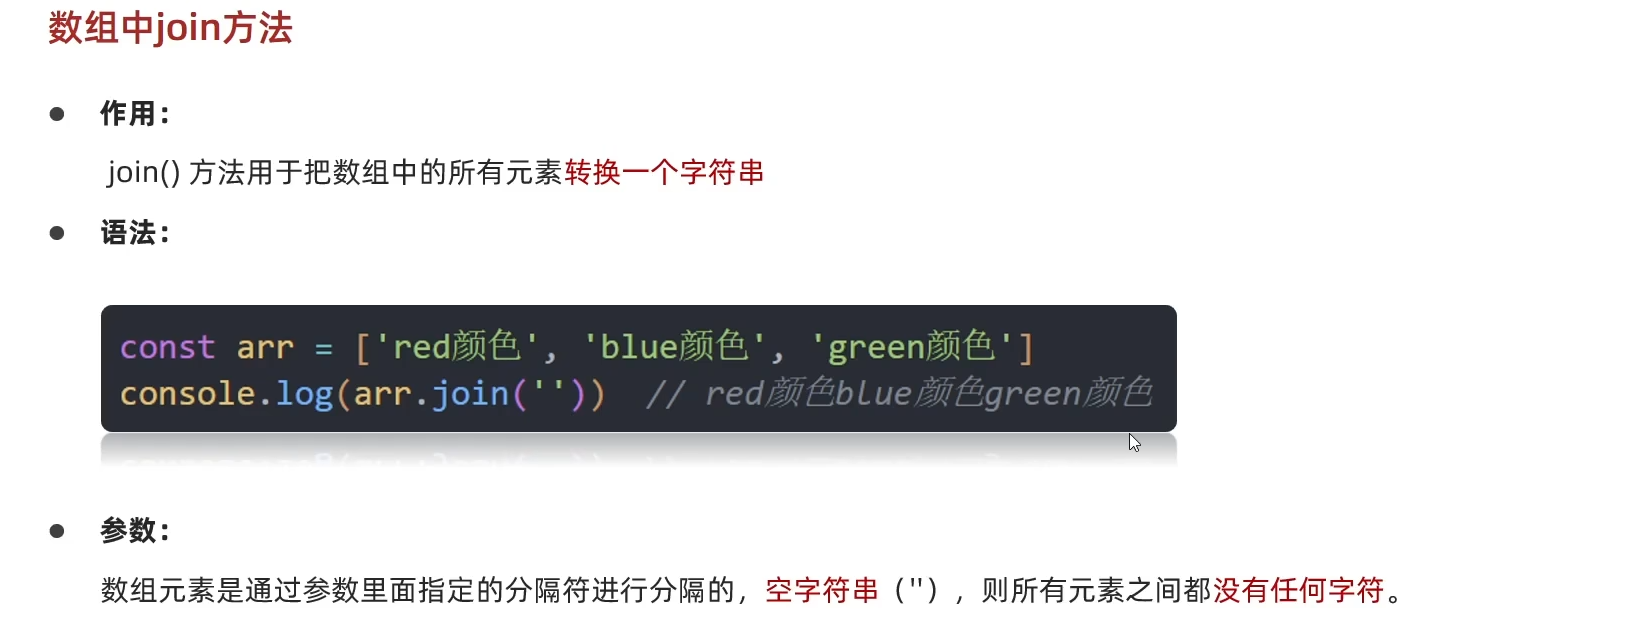 数组中join方法
作用：
join() 方法用于把数组中的所有元素转换一个字符串
语法：
const arr = ['red颜色', 'blue颜色', 'green颜色']
console.log(arr.join(''))  // red颜色blue颜色green颜色
参数：
数组元素是通过参数里面指定的分隔符进行分隔的，空字符串（''），则所有元素之间都没有任何字符。